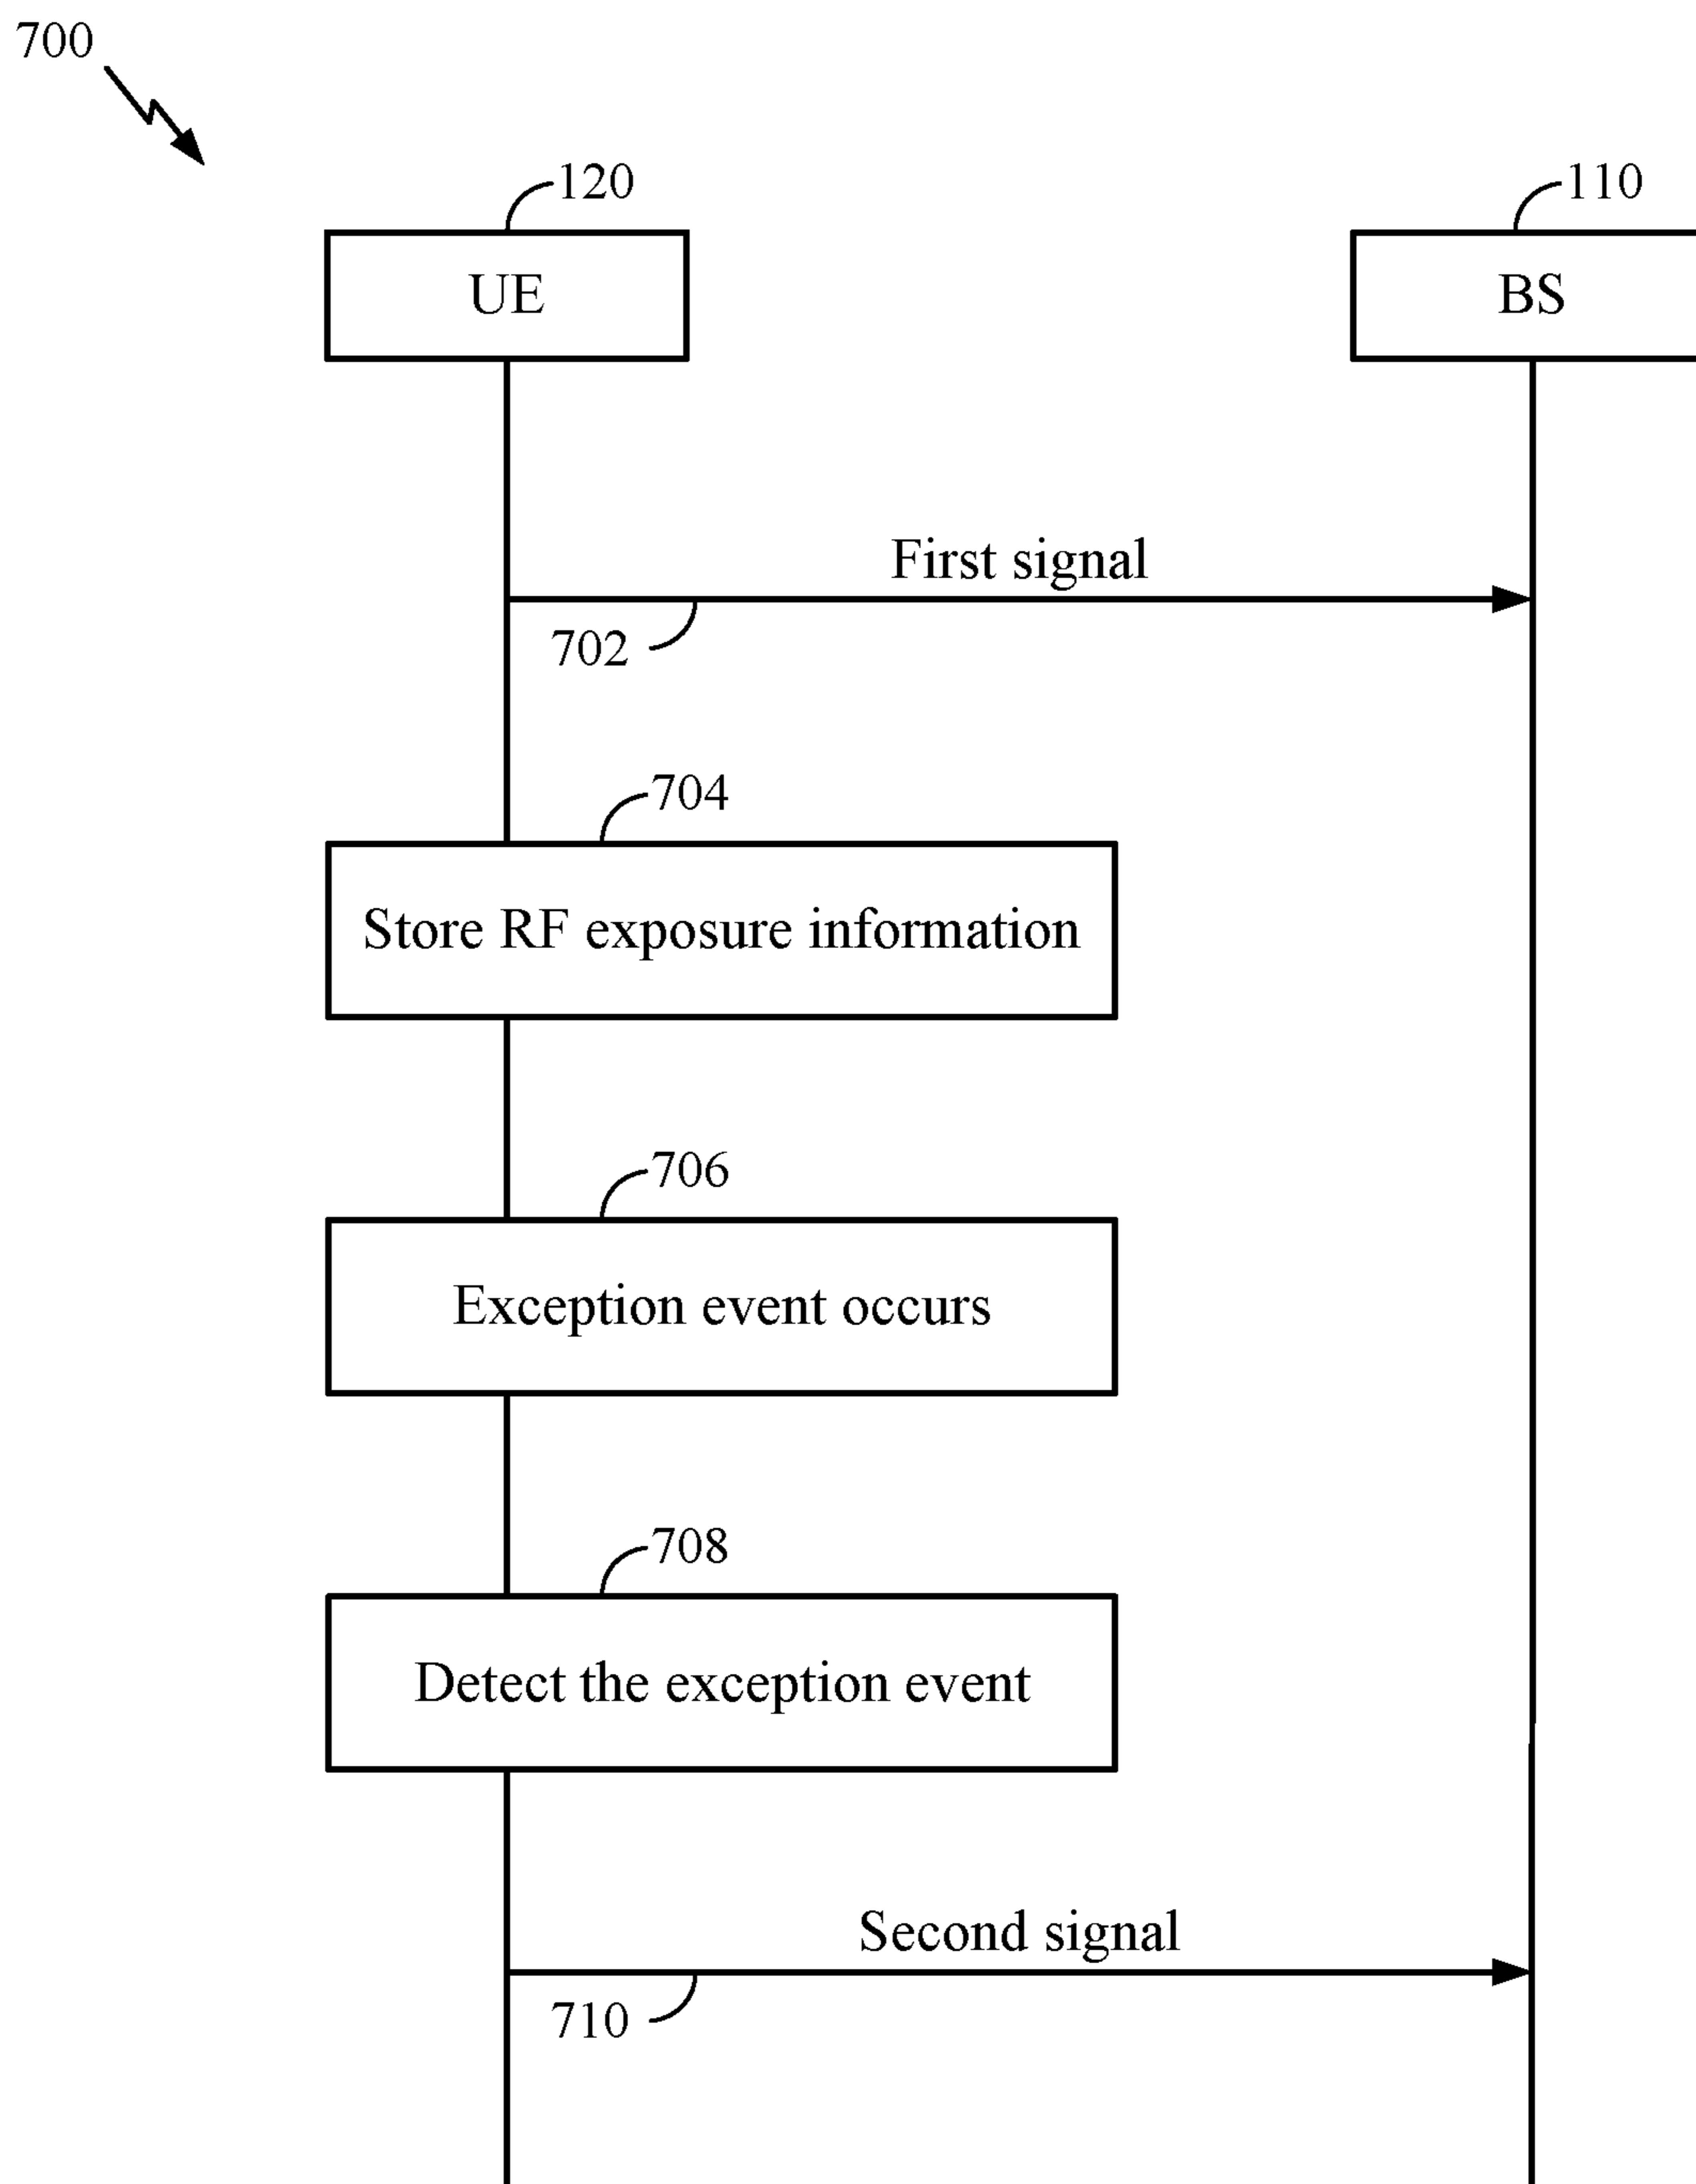 700
120
110
UE
BS
First signal
702
704
Store RF exposure information
706
Exception event occurs
708
Detect the exception event
Second signal
710